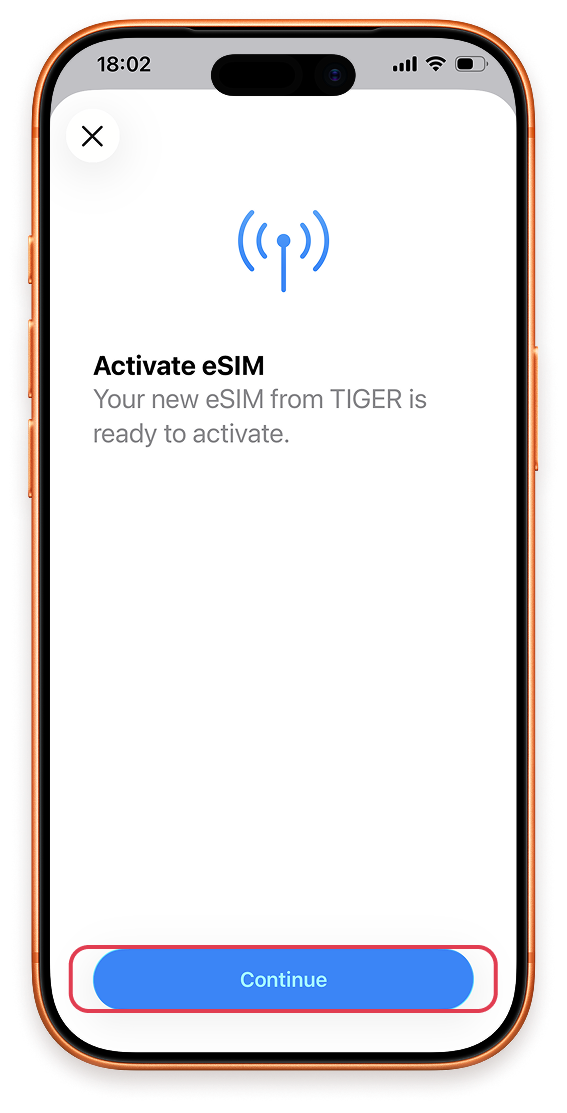 18:02
Activate eSIM
Your new eSIM from TIGER is
ready to activate.
Continue